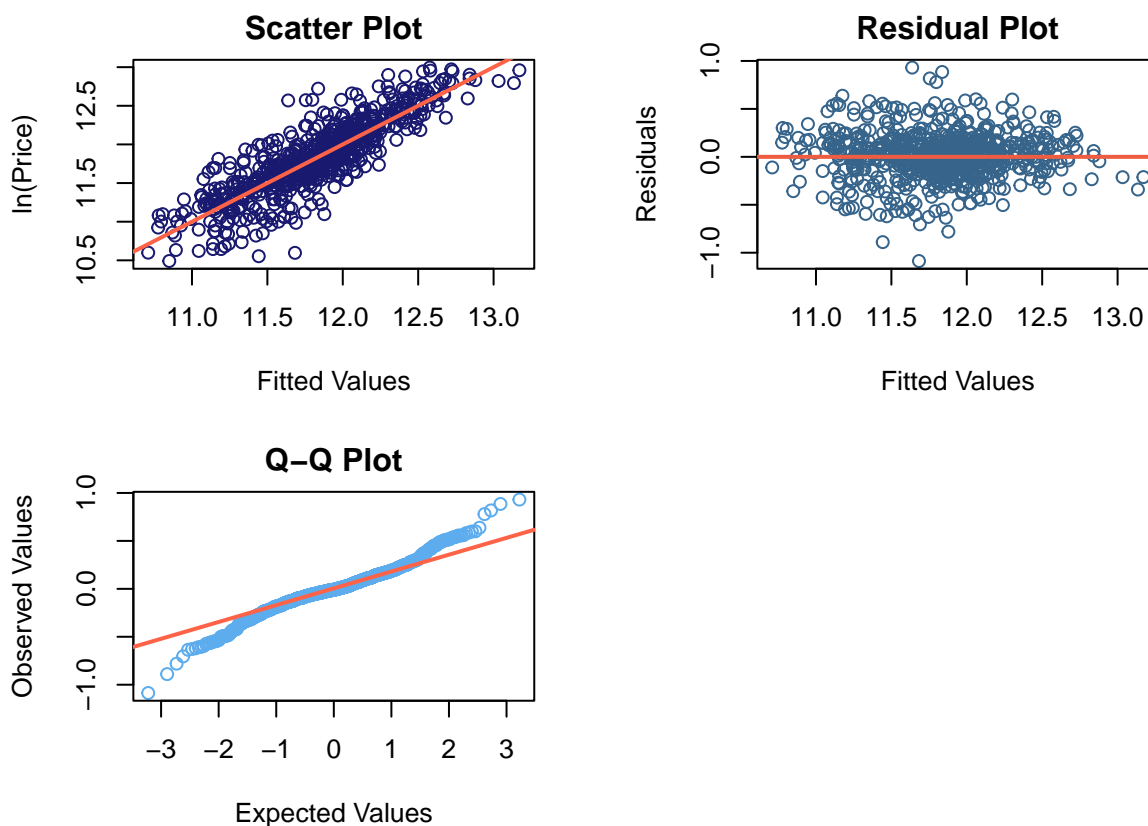 Scatter Plot
ln(Price)
10.5 11.5 12.5
11.0 11.5 12.0 12.5 13.0
Fitted Values
Residual Plot
Residuals
−1.0 0.0 1.0
11.0 11.5 12.0 12.5 13.0
Fitted Values
Q−Q Plot
Observed Values
−1.0 0.0 1.0
−3 −2 −1 0 1 2 3
Expected Values